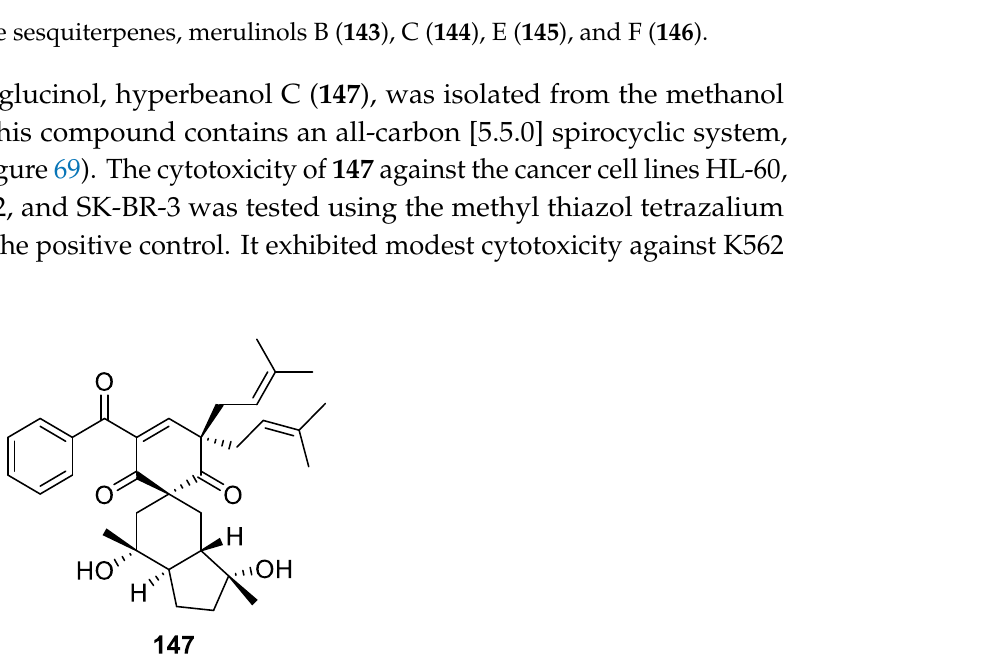 e sesquiterpenes, merulinols B (143), C (144), E (145), and F (146).
glucinol, hyperbeanol C (147), was isolated from the methanol
his compound contains an all-carbon [5.5.0] spirocyclic system,
gure 69). The cytotoxicity of 147 against the cancer cell lines HL-60,
2, and SK-BR-3 was tested using the methyl thiazol tetrazalium
he positive control. It exhibited modest cytotoxicity against K562
O
O
O
H
HO
OH
H
147